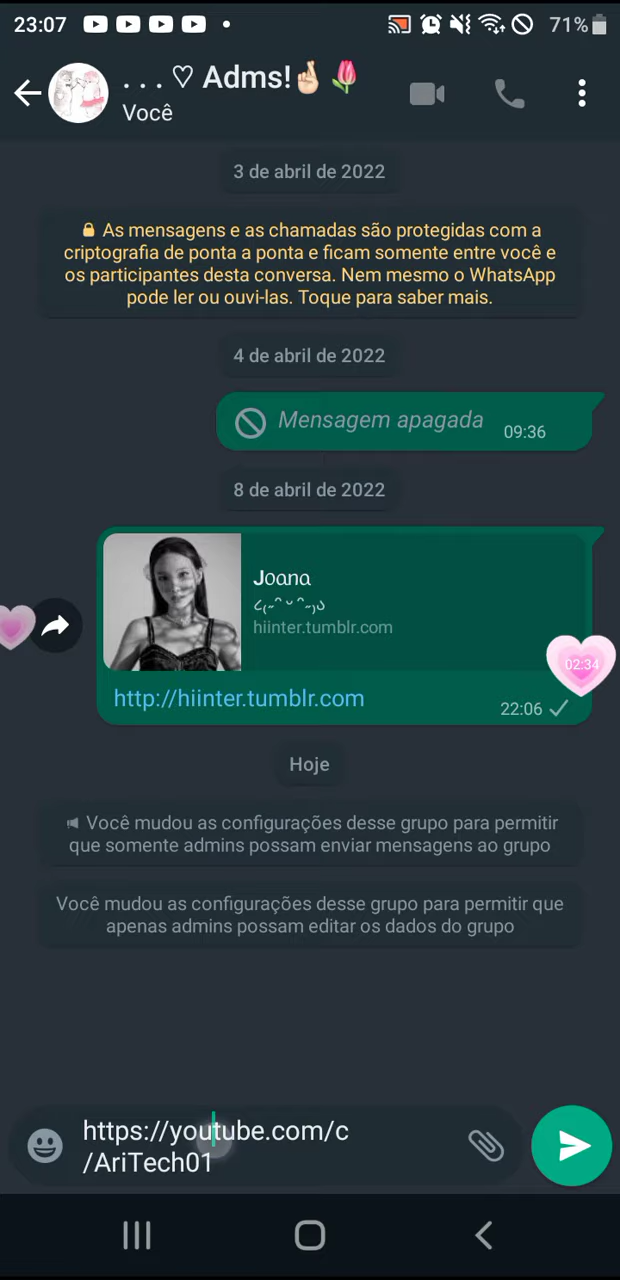 23:07
71%
. . . ♡ Adms!🤞🏻🌷
Você
3 de abril de 2022
🔒 As mensagens e as chamadas são protegidas com a
criptografia de ponta a ponta e ficam somente entre você e
os participantes desta conversa. Nem mesmo o WhatsApp
pode ler ou ouvi-las. Toque para saber mais.
4 de abril de 2022
Mensagem apagada
09:36
8 de abril de 2022
Joana
hiinter.tumblr.com
02:34
http://hiinter.tumblr.com
22:06
Hoje
Você mudou as configurações desse grupo para permitir
que somente admins possam enviar mensagens ao grupo
Você mudou as configurações desse grupo para permitir que
apenas admins possam editar os dados do grupo
https://youtube.com/c
/AriTech01